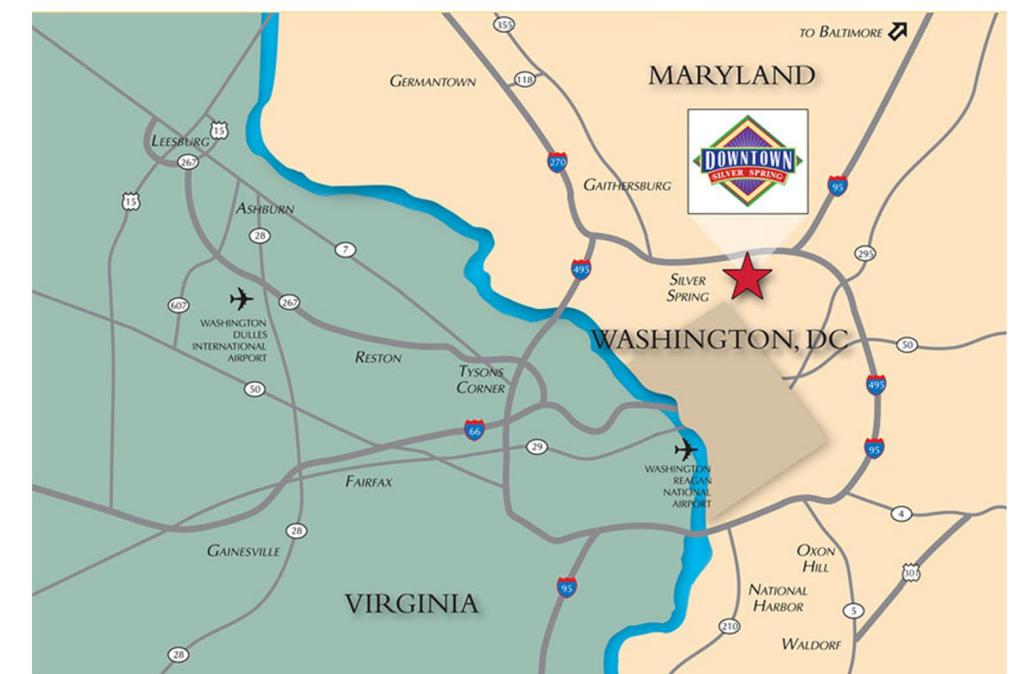 355
TO BALTIMORE
MARYLAND
GERMANTOWN
118
DOWNTOWN
SILVER SPRING
15
LEESBURG
267
270
GAITHERSBURG
95
15
ASHBURN
28
7
295
495
SILVER
SPRING
607
267
WASHINGTON
DULLES
INTERNATIONAL
AIRPORT
WASHINGTON, DC
50
RESTON
TYSONS
CORNER
50
495
66
29
95
WASHINGTON
REAGAN
NATIONAL
AIRPORT
FAIRFAX
4
28
GAINESVILLE
OXON
HILL
301
95
NATIONAL
HARBOR
VIRGINIA
5
210
WALDORF
28